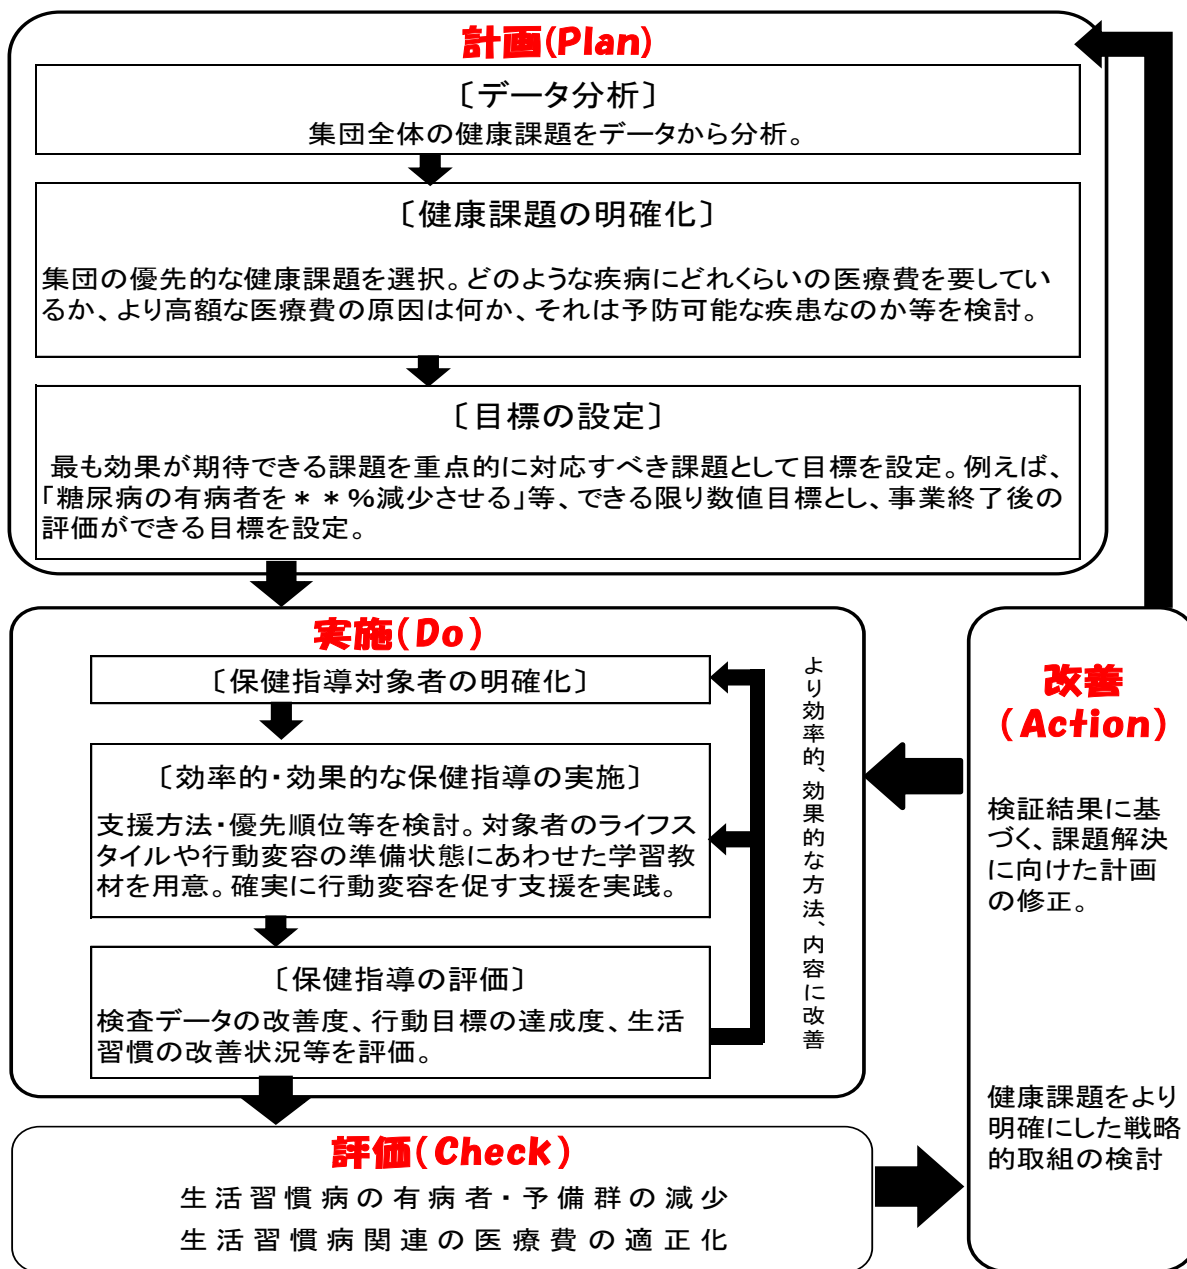 計画(Plan)
〔データ分析〕
集団全体の健康課題をデータから分析。
〔健康課題の明確化〕
集団の優先的な健康課題を選択。どのような疾病にどれくらいの医療費を要してい
るか、より高額な医療費の原因は何か、それは予防可能な疾患なのか等を検討。
〔目標の設定〕
最も効果が期待できる課題を重点的に対応すべき課題として目標を設定。例えば、
「糖尿病の有病者を＊＊％減少させる」等、できる限り数値目標とし、事業終了後の
評価ができる目標を設定。
実施(Do)
〔保健指導対象者の明確化〕
〔効率的・効果的な保健指導の実施〕
支援方法・優先順位等を検討。対象者のライフス
タイルや行動変容の準備状態にあわせた学習教
材を用意。確実に行動変容を促す支援を実践。
〔保健指導の評価〕
検査データの改善度、行動目標の達成度、生活
習慣の改善状況等を評価。
より効率的、効果的な方法、内容に改善
評価(Check)
生活習慣病の有病者・予備群の減少
生活習慣病関連の医療費の適正化
改善
(Action)
検証結果に基
づく、課題解決
に向けた計画
の修正。
健康課題をより
明確にした戦略
的取組の検討